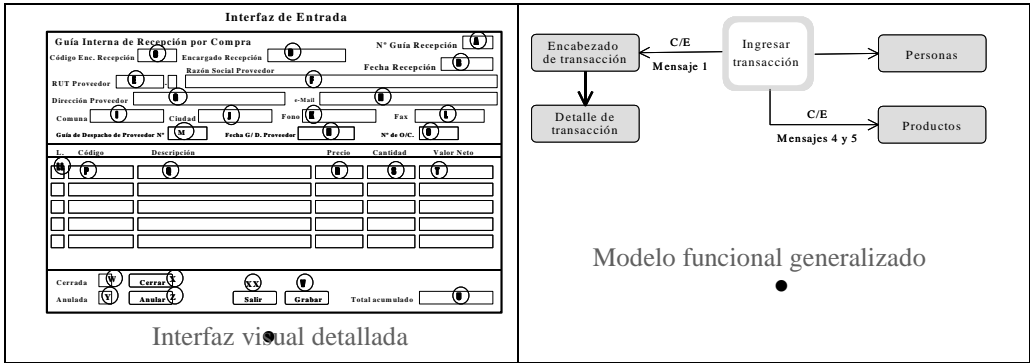 Interfaz de Entrada
Guía Interna de Recepción por Compra
Nº Guía Recepción A
Código Enc. Recepción Encargado Recepción
Fecha Recepción B
Razón Social Proveedor
RUT Proveedor E - F
Dirección Proveedor e-Mail
Comuna I Ciudad J Fono K Fax L
Guía de Despacho de Proveedor Nº M Fecha G/ D. Proveedor Nº de O/C.
L. Código Descripción Precio Cantidad Valor Neto
P Q R S T
Cerrada W Cerrar X XX
Anulada Y Anular Z Salir Grabar Total acumulado
Interfaz visual detallada
Encabezado
de transacción
C/E
Mensaje 1
Ingresar
transacción
Personas
Detalle de
transacción
C/E
Mensajes 4 y 5
Productos
Modelo funcional generalizado